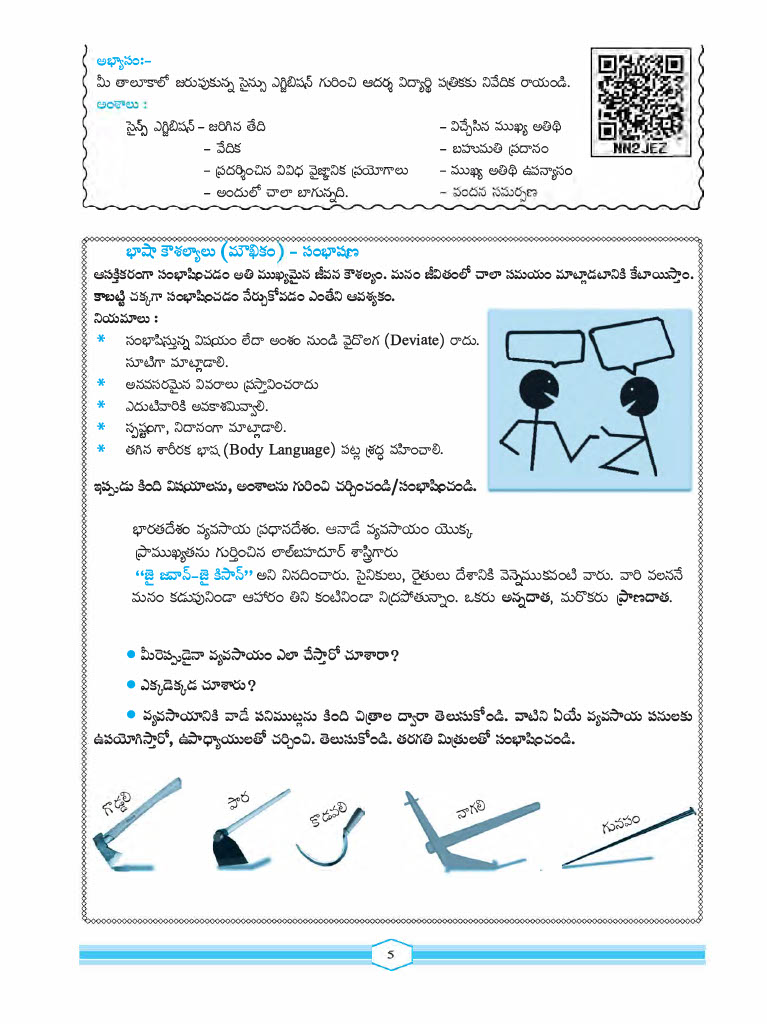 అభ్యాసం:-
మీ తాలూకాలో జరుపుకున్న సైన్సు ఎగ్జిబిషన్ గురించి ఆదర్శ విద్యార్థి పత్రికకు నివేదిక రాయండి.
అంశాలు :
సైన్స్ ఎగ్జిబిషన్ – జరిగిన తేది – విచ్చేసిన ముఖ్య అతిథి
– వేదిక – బహుమతి ప్రదానం
– ప్రదర్శించిన వివిధ వైజ్ఞానిక ప్రయోగాలు – ముఖ్య అతిథి ఉపన్యాసం
– అందులో చాలా బాగున్నది. – వందన సమర్పణ
NN2JEZ
భాషా కౌశల్యాలు (మౌఖికం) – సంభాషణ
ఆసక్తికరంగా సంభాషించడం అతి ముఖ్యమైన జీవన కౌశల్యం. మనం జీవితంలో చాలా సమయం మాట్లాడటానికి కేటాయిస్తాం.
కాబట్టి చక్కగా సంభాషించడం నేర్చుకోవడం ఎంతేని ఆవశ్యకం.
నియమాలు :
* సంభాషిస్తున్న విషయం లేదా అంశం నుండి వైదొలగ (Deviate) రాదు.
సూటిగా మాట్లాడాలి.
* అనవసరమైన వివరాలు ప్రస్తావించరాదు
* ఎదుటివారికి అవకాశమివ్వాలి.
* స్పష్టంగా, నిదానంగా మాట్లాడాలి.
* తగిన శారీరక భాష (Body Language) పట్ల శ్రద్ధ వహించాలి.
ఇప్పుడు కింది విషయాలను, అంశాలను గురించి చర్చించండి/సంభాషించండి.
భారతదేశం వ్యవసాయ ప్రధానదేశం. ఆనాడే వ్యవసాయం యొక్క
ప్రాముఖ్యతను గుర్తించిన లాల్‌బహదూర్ శాస్త్రిగారు
“జై జవాన్-జై కిసాన్” అని నినదించారు. సైనికులు, రైతులు దేశానికి వెన్నెముకవంటి వారు. వారి వలననే
మనం కడుపునిండా ఆహారం తిని కంటినిండా నిద్రపోతున్నాం. ఒకరు అన్నదాత, మరొకరు ప్రాణదాత.
• మీరెప్పుడైనా వ్యవసాయం ఎలా చేస్తారో చూశారా?
• ఎక్కడెక్కడ చూశారు?
• వ్యవసాయానికి వాడే పనిముట్లను కింది చిత్రాల ద్వారా తెలుసుకోండి. వాటిని ఏయే వ్యవసాయ పనులకు
ఉపయోగిస్తారో, ఉపాధ్యాయులతో చర్చించి. తెలుసుకోండి. తరగతి మిత్రులతో సంభాషించండి.
గొడ్డలి పార కొడవలి నాగలి గునపం
5